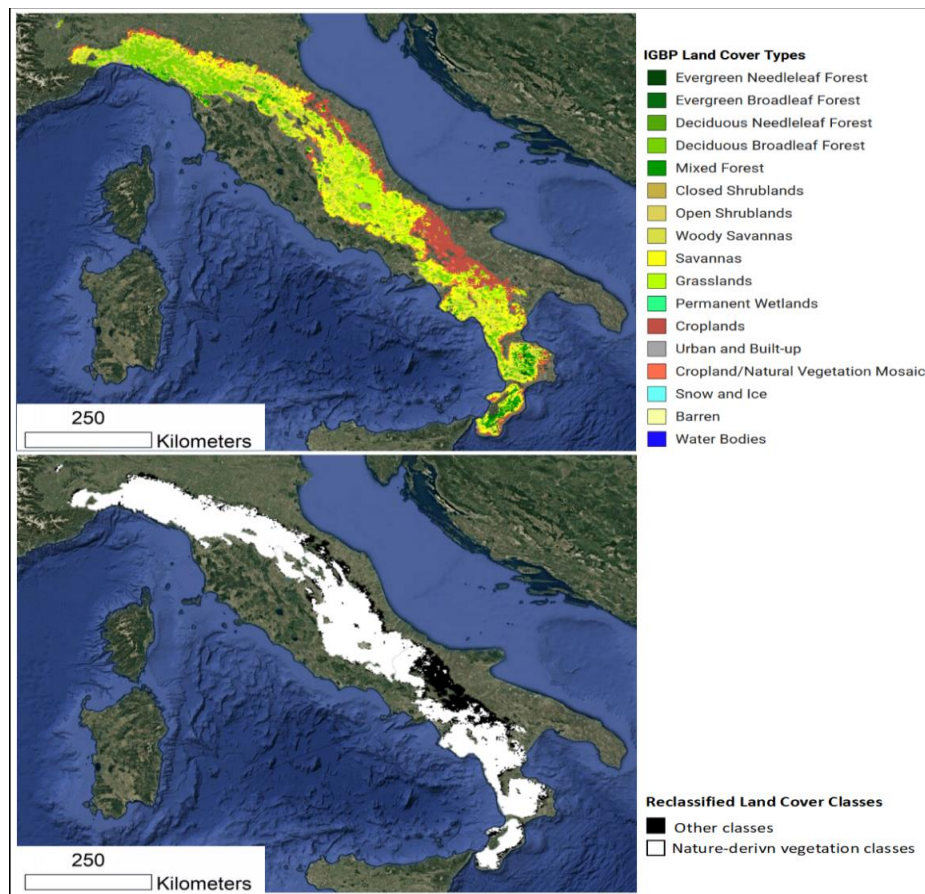 IGBP Land Cover Types
Evergreen Needleleaf Forest
Evergreen Broadleaf Forest
Deciduous Needleleaf Forest
Deciduous Broadleaf Forest
Mixed Forest
Closed Shrublands
Open Shrublands
Woody Savannas
Savannas
Grasslands
Permanent Wetlands
Croplands
Urban and Built-up
Cropland/Natural Vegetation Mosaic
Snow and Ice
Barren
Water Bodies
250
Kilometers
Reclassified Land Cover Classes
Other classes
Nature-derivn vegetation classes
250
Kilometers